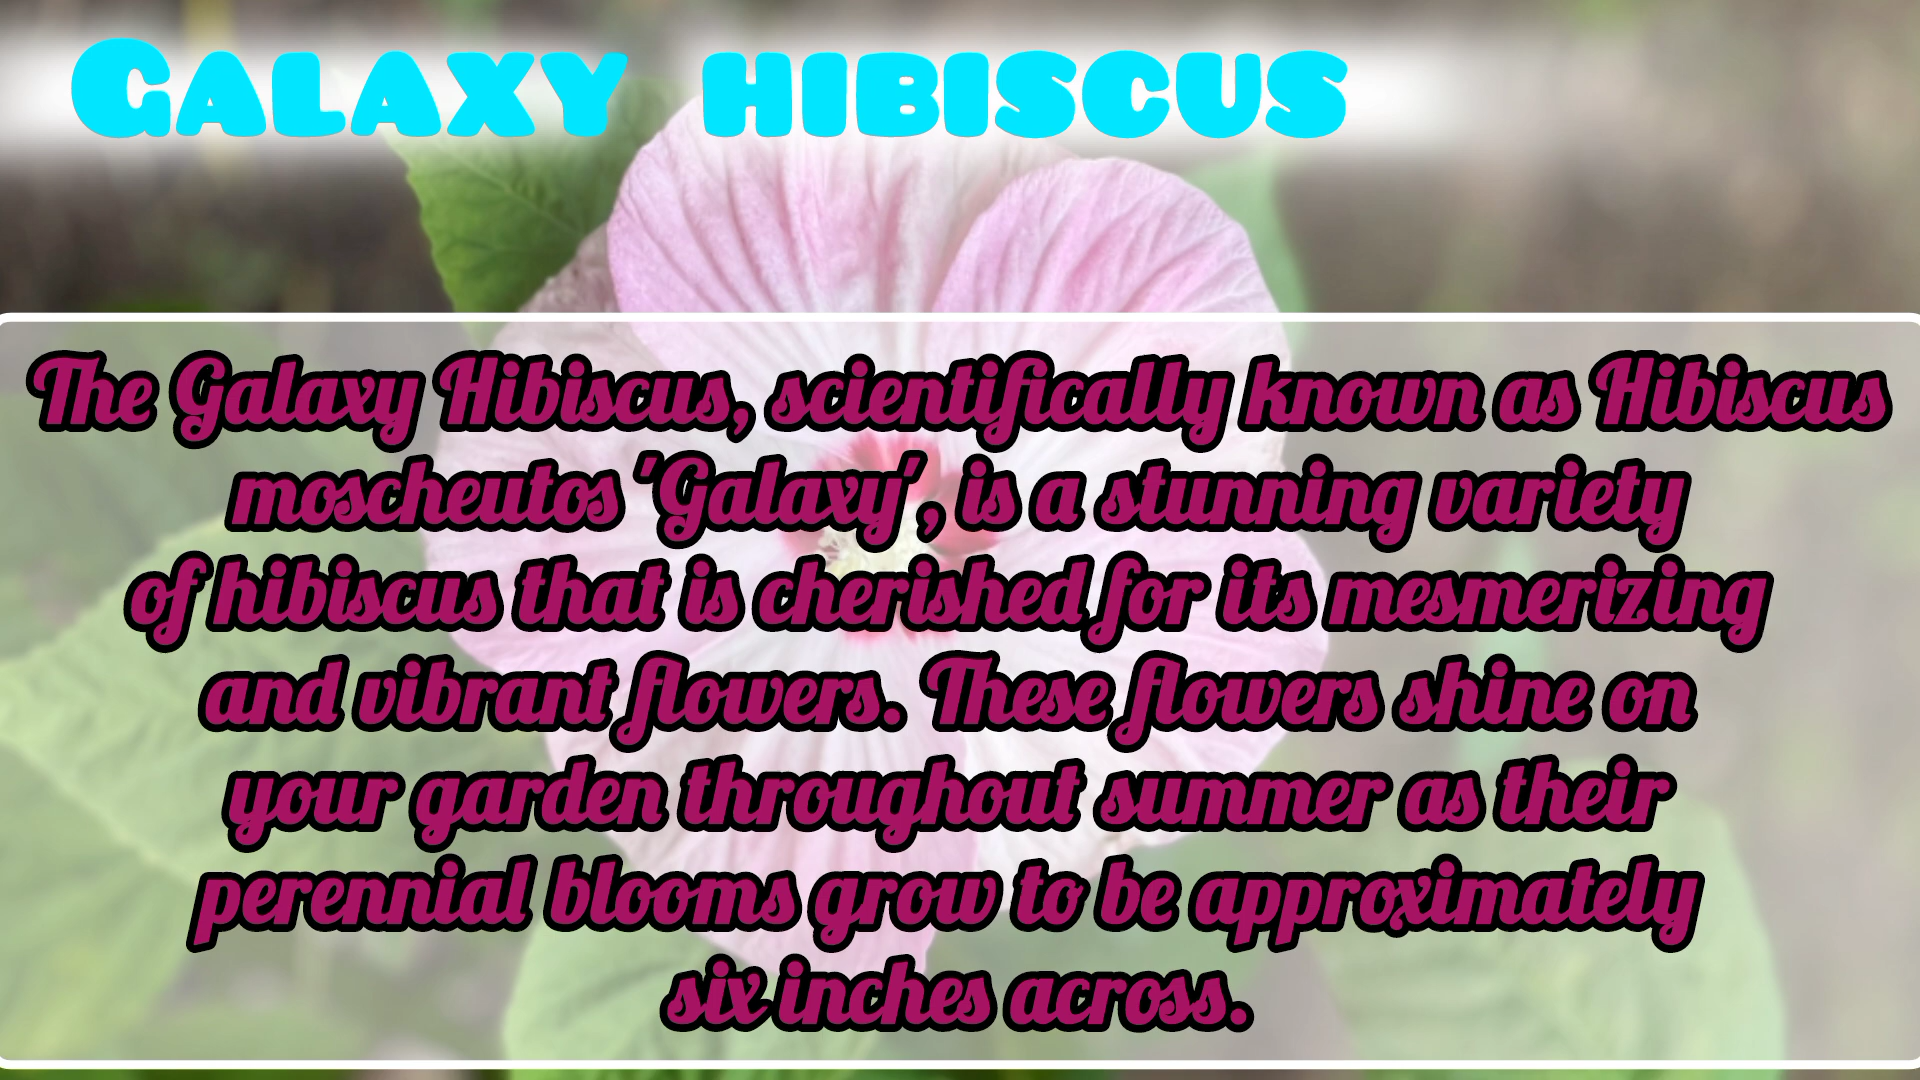 Galaxy hibiscus
The Galaxy Hibiscus, scientifically known as Hibiscus
moscheutos 'Galaxy', is a stunning variety
of hibiscus that is cherished for its mesmerizing
and vibrant flowers. These flowers shine on
your garden throughout summer as their
perennial blooms grow to be approximately
six inches across.